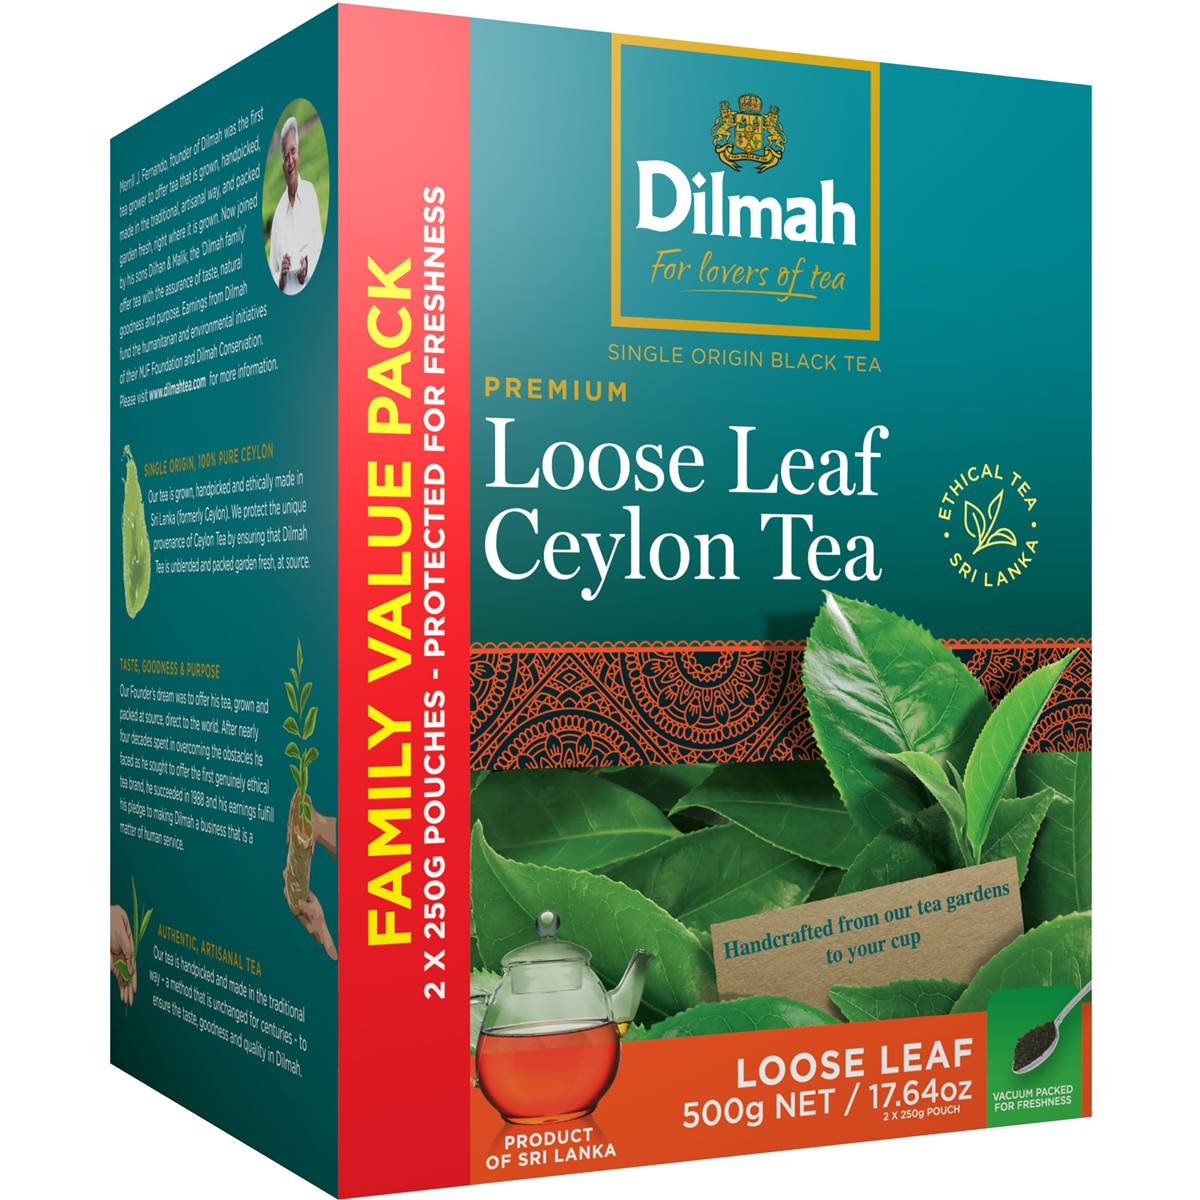 Merrill J. Fernando, founder of Dilmah was the first
tea grower to offer tea that is grown, handpicked,
made in the traditional, artisanal way, and packed
garden fresh, right where it is grown. Now joined
by his sons Dilhan & Malik, the 'Dilmah family'
offer tea with the assurance of taste, natural
goodness and purpose. Earnings from Dilmah
fund the humanitarian and environmental initiatives
of their MJF Foundation and Dilmah Conservation.
Please visit www.dilmahtea.com for more information.
SINGLE ORIGIN, 100% PURE CEYLON
Our tea is grown, handpicked and ethically made in
Sri Lanka (formerly Ceylon). We protect the unique
provenance of Ceylon Tea by ensuring that Dilmah
Tea is unblended and packed garden fresh, at source.
TASTE, GOODNESS & PURPOSE
Our Founder's dream was to offer his tea, grown and
packed at source, direct to the world. After nearly
four decades spent in overcoming the obstacles he
faced as he sought to offer the first genuinely ethical
tea brand, he succeeded in 1988 and his earnings fulfill
his pledge to making Dilmah a business that is a
matter of human service.
AUTHENTIC, ARTISANAL TEA
Our tea is handpicked and made in the traditional
way – a method that is unchanged for centuries - to
ensure the taste, goodness and quality in Dilmah.
FAMILY VALUE PACK
2 X 250G POUCHES - PROTECTED FOR FRESHNESS
Dilmah
For lovers of tea
SINGLE ORIGIN BLACK TEA
PREMIUM
Loose Leaf
Ceylon Tea
ETHICAL TEA
• SRI LANKA •
Handcrafted from our tea gardens
to your cup
LOOSE LEAF
500g NET / 17.64oz
2 X 250g POUCH
VACUUM PACKED
FOR FRESHNESS
PRODUCT
OF SRI LANKA